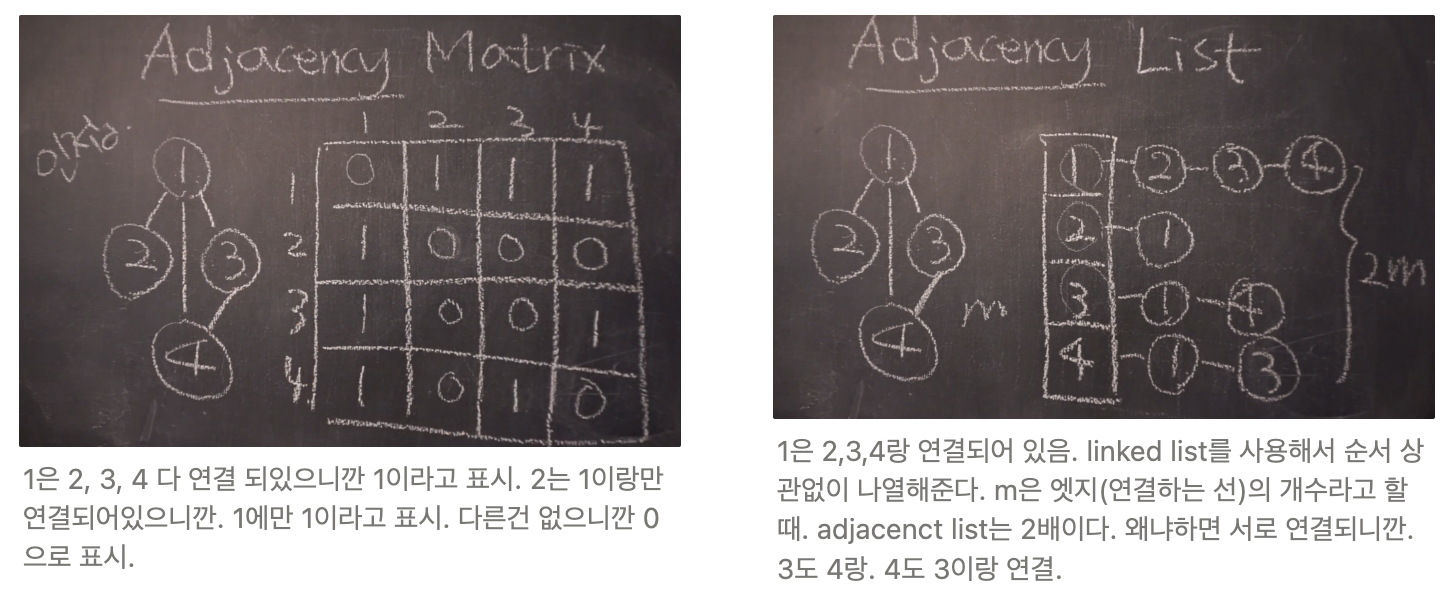 Adjacency Matrix
1 2 3 4
1
1 0 1 1 1
2 3
2 1 0 0 0
3 1 0 0 1
4
4 1 0 1 0
1은 2, 3, 4 다 연결 되있으니깐 1이라고 표시. 2는 1이랑만
연결되어있으니깐. 1에만 1이라고 표시. 다른건 없으니깐 0
으로 표시.
Adjacency List
1
2 3
4
m
1 2 3 4
2 1
3 1 4
4 1 3
2m
1은 2,3,4랑 연결되어 있음. linked list를 사용해서 순서 상
관없이 나열해준다. m은 엣지(연결하는 선)의 개수라고 할
때. adjacenct list는 2배이다. 왜냐하면 서로 연결되니깐.
3도 4랑. 4도 3이랑 연결.